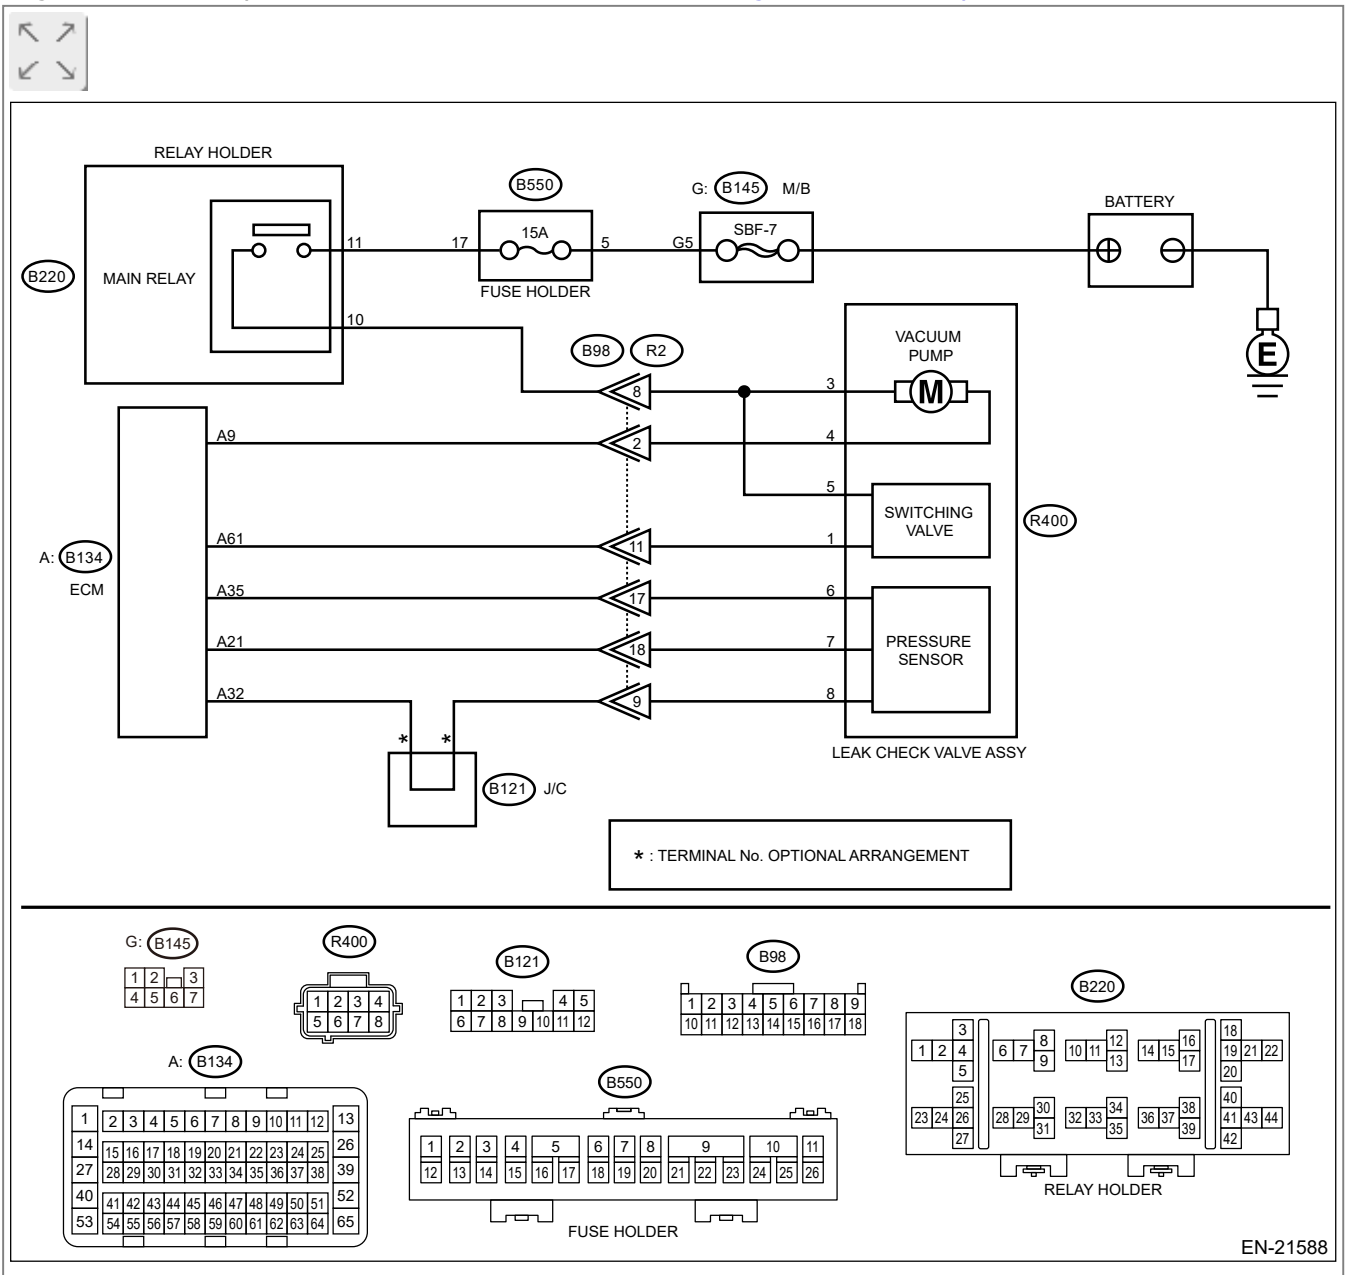 RELAY HOLDER
B550
G: B145 M/B
BATTERY
15A
SBF-7
11
17
5
G5
B220
MAIN RELAY
FUSE HOLDER
10
B98
R2
VACUUM
PUMP
8
3
M
E
A9
2
4
5
SWITCHING
VALVE
R400
A61
11
1
A: B134
ECM
A35
17
6
A21
18
7
PRESSURE
SENSOR
A32
9
8
* *
LEAK CHECK VALVE ASSY
B121 J/C
* : TERMINAL No. OPTIONAL ARRANGEMENT
G: B145
1 2 3
4 5 6 7
R400
1 2 3 4
5 6 7 8
B121
1 2 3 4 5
6 7 8 9 10 11 12
B98
1 2 3 4 5 6 7 8 9
10 11 12 13 14 15 16 17 18
B220
3 8 12 16 18
1 2 4 6 7 10 11 14 15 19 21 22
5 9 13 17 20
25 30 34 38 40
23 24 26 28 29 32 33 36 37 41 43 44
27 31 35 39 42
RELAY HOLDER
A: B134
1 2 3 4 5 6 7 8 9 10 11 12 13
14 15 16 17 18 19 20 21 22 23 24 25 26
27 28 29 30 31 32 33 34 35 36 37 38 39
40 41 42 43 44 45 46 47 48 49 50 51 52
53 54 55 56 57 58 59 60 61 62 63 64 65
B550
1 2 3 4 5 6 7 8 9 10 11
12 13 14 15 16 17 18 19 20 21 22 23 24 25 26
FUSE HOLDER
EN-21588